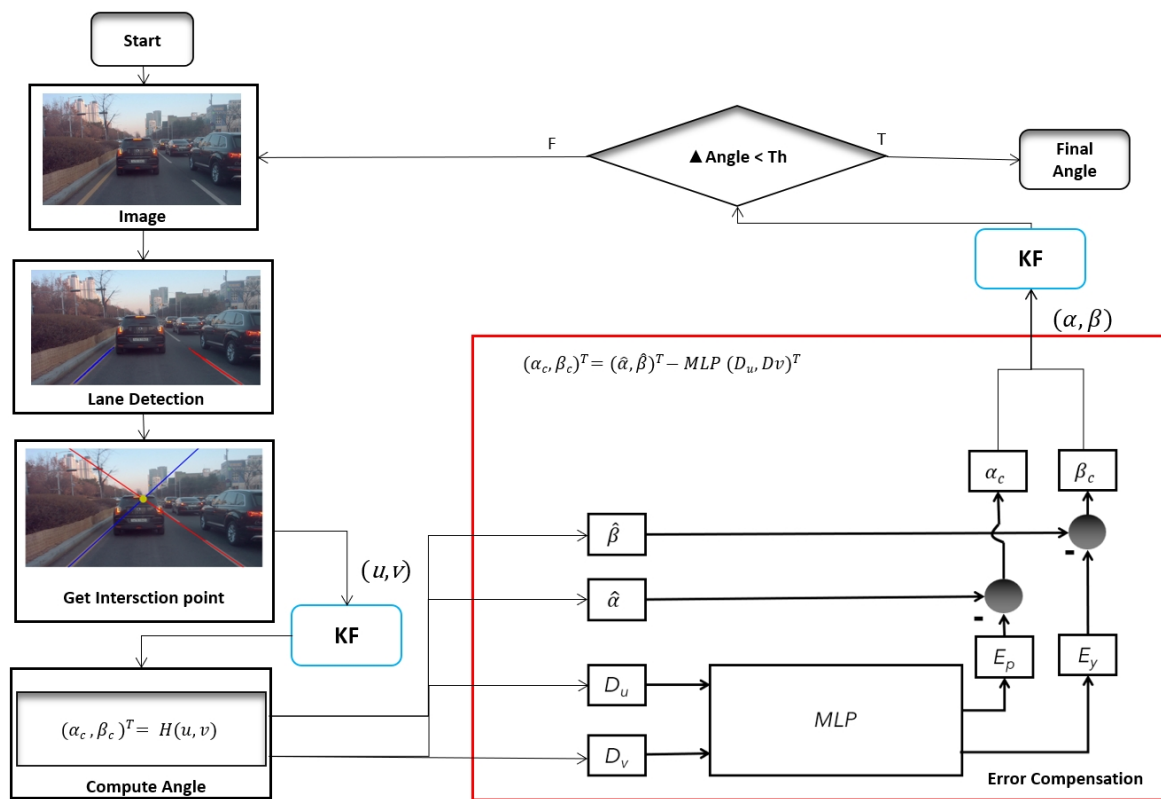 Start
Image
Lane Detection
Get Intersction point
(u,v)
KF
(α_c, β_c)^T = H(u, v)
Compute Angle
F
▲Angle < Th
T
Final
Angle
KF
(α, β)
(α_c, β_c)^T = (α̂, β̂)^T − MLP (D_u, Dv)^T
α_c
β_c
β̂
-
α̂
-
E_p
E_y
D_u
MLP
D_v
Error Compensation